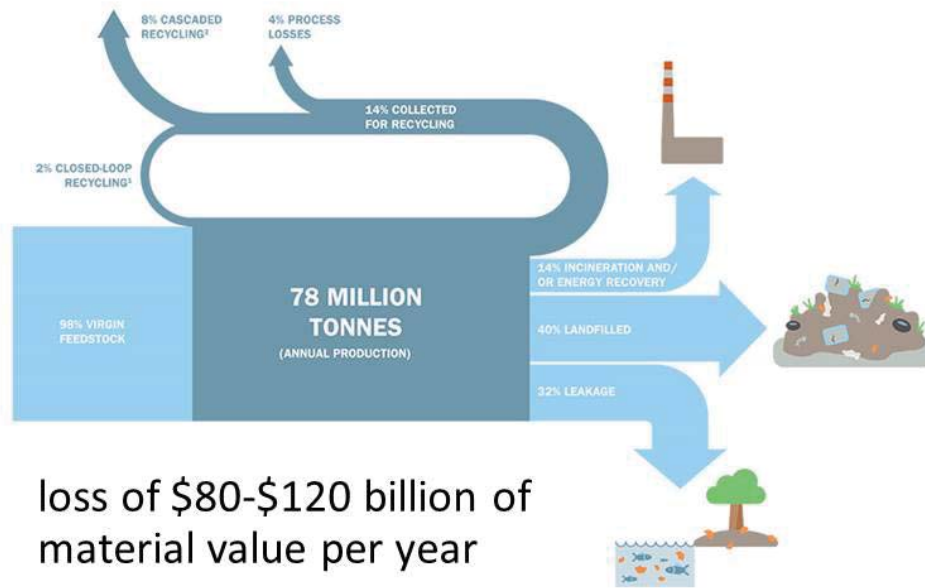 8% CASCADED
RECYCLING²
4% PROCESS
LOSSES
14% COLLECTED
FOR RECYCLING
2% CLOSED-LOOP
RECYCLING¹
98% VIRGIN
FEEDSTOCK
78 MILLION
TONNES
(ANNUAL PRODUCTION)
14% INCINERATION AND/
OR ENERGY RECOVERY
40% LANDFILLED
32% LEAKAGE
loss of $80-$120 billion of
material value per year